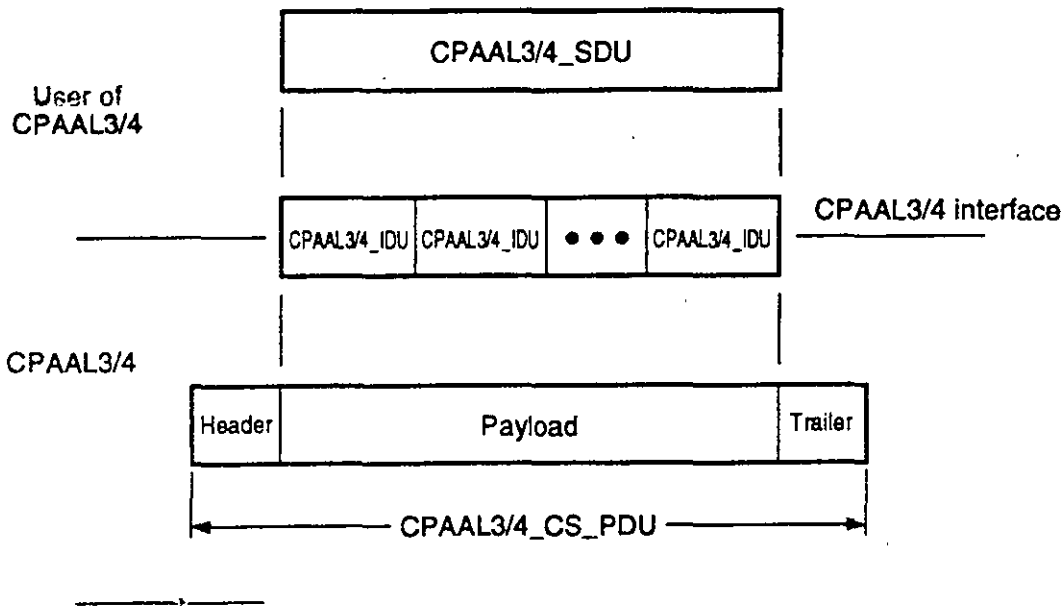 CPAAL3/4_SDU
User of
CPAAL3/4
CPAAL3/4_IDU CPAAL3/4_IDU ● ● ● CPAAL3/4_IDU
CPAAL3/4 interface
CPAAL3/4
Header Payload Trailer
CPAAL3/4_CS_PDU